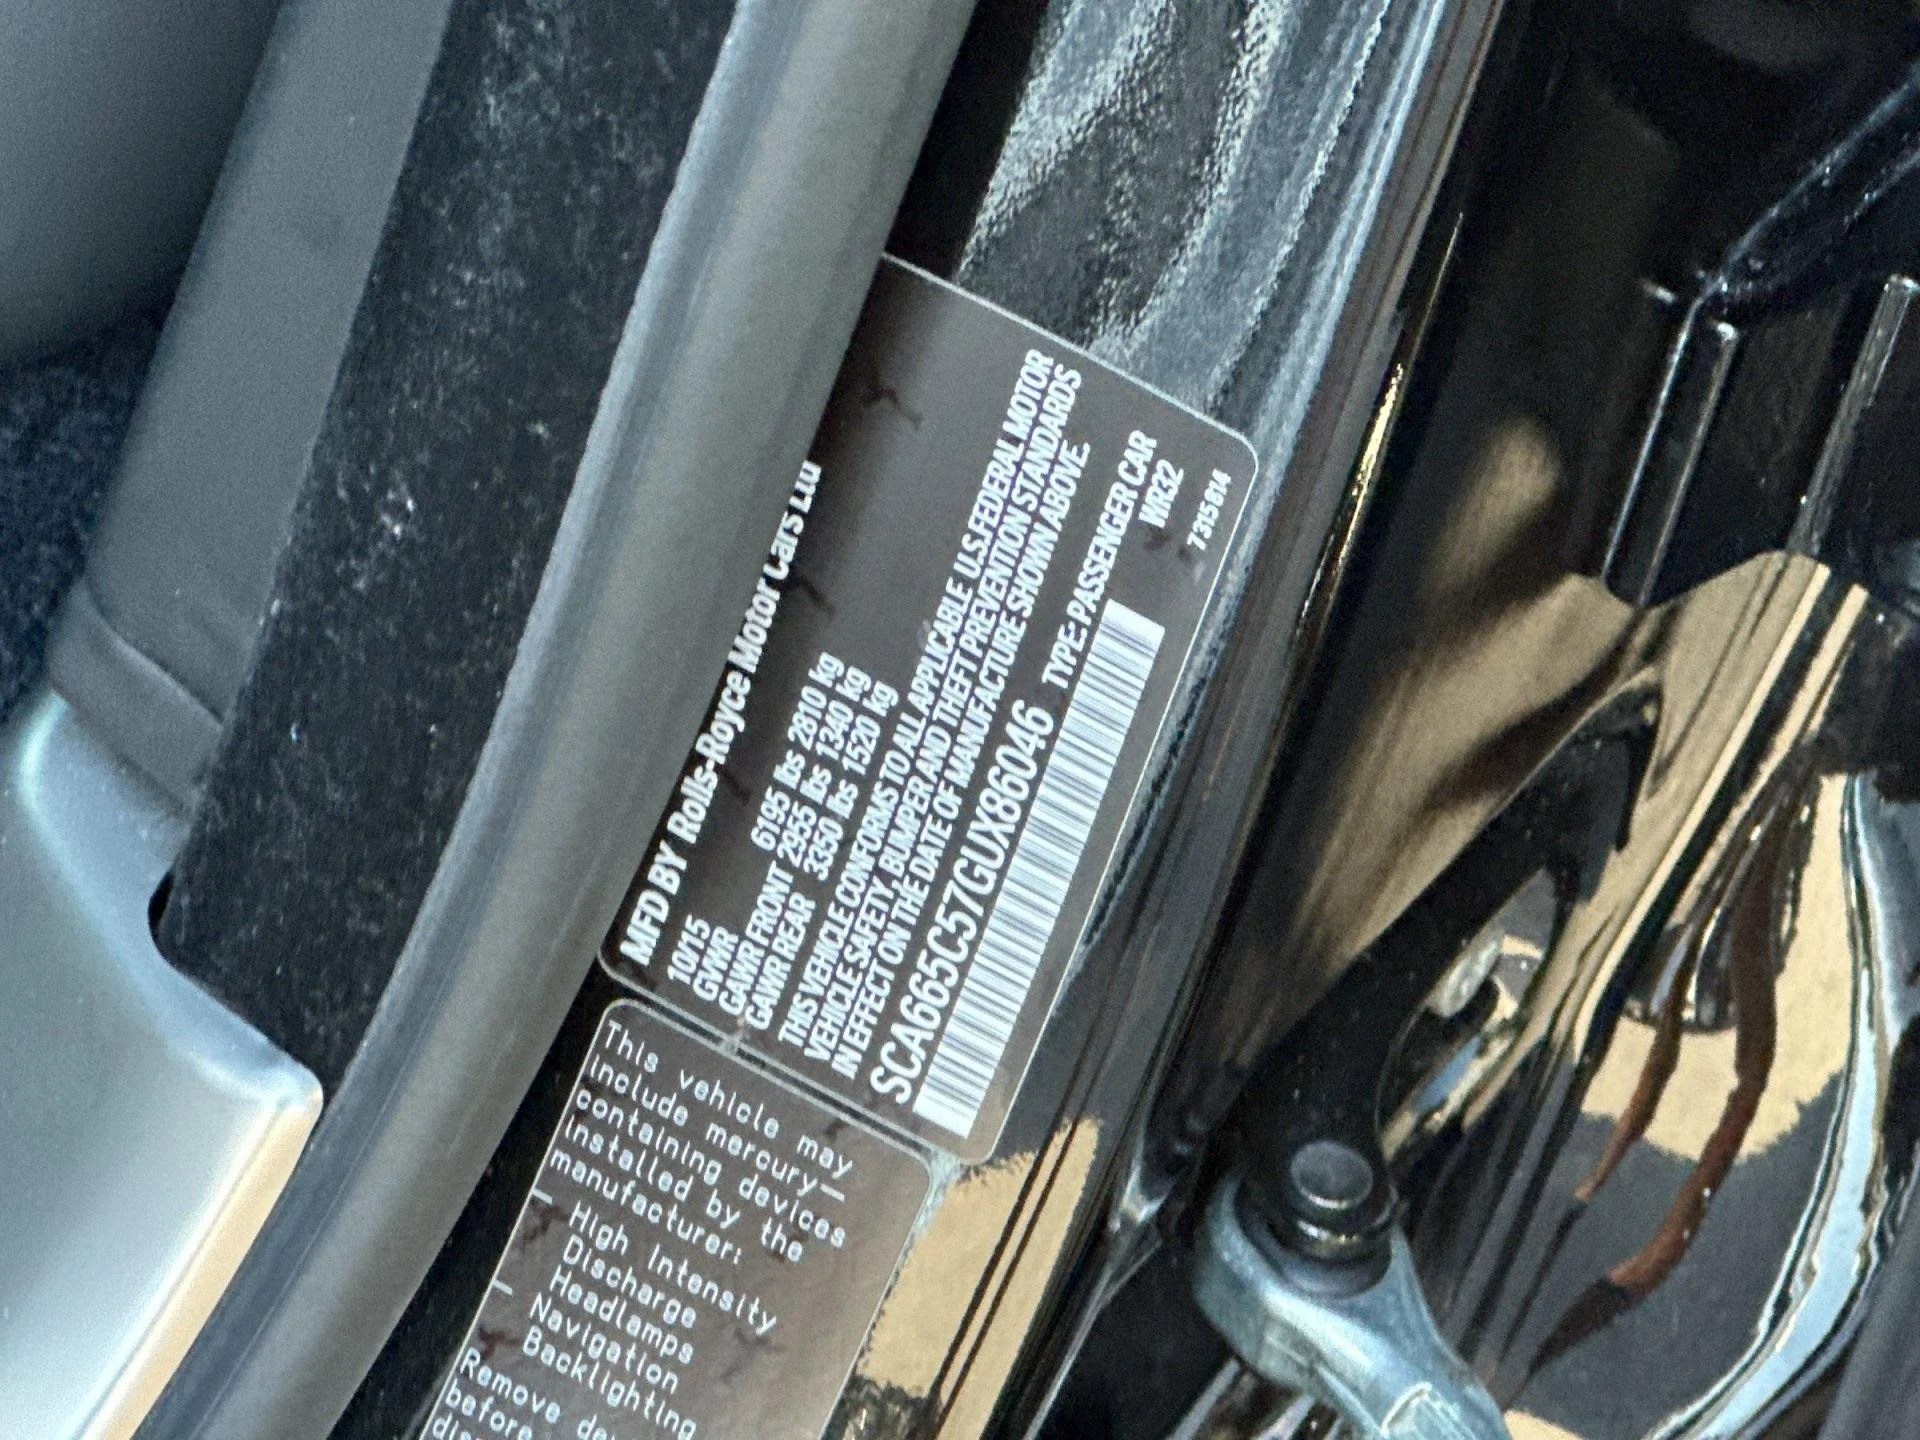 MFD BY Rolls-Royce Motor Cars Ltd
10/15
GVWR 6195 lbs 2810 kg
GAWR FRONT 2955 lbs 1340 kg
GAWR REAR 3350 lbs 1520 kg
THIS VEHICLE CONFORMS TO ALL APPLICABLE U.S. FEDERAL MOTOR
VEHICLE SAFETY, BUMPER AND THEFT PREVENTION STANDARDS
IN EFFECT ON THE DATE OF MANUFACTURE SHOWN ABOVE.
SCA665C57GUX86046 TYPE: PASSENGER CAR
WR32
7315814
This vehicle may
include mercury-
containing devices
installed by the
manufacturer:
- High Intensity
Discharge
Headlamps
- Navigation
Backlighting
Remove
before